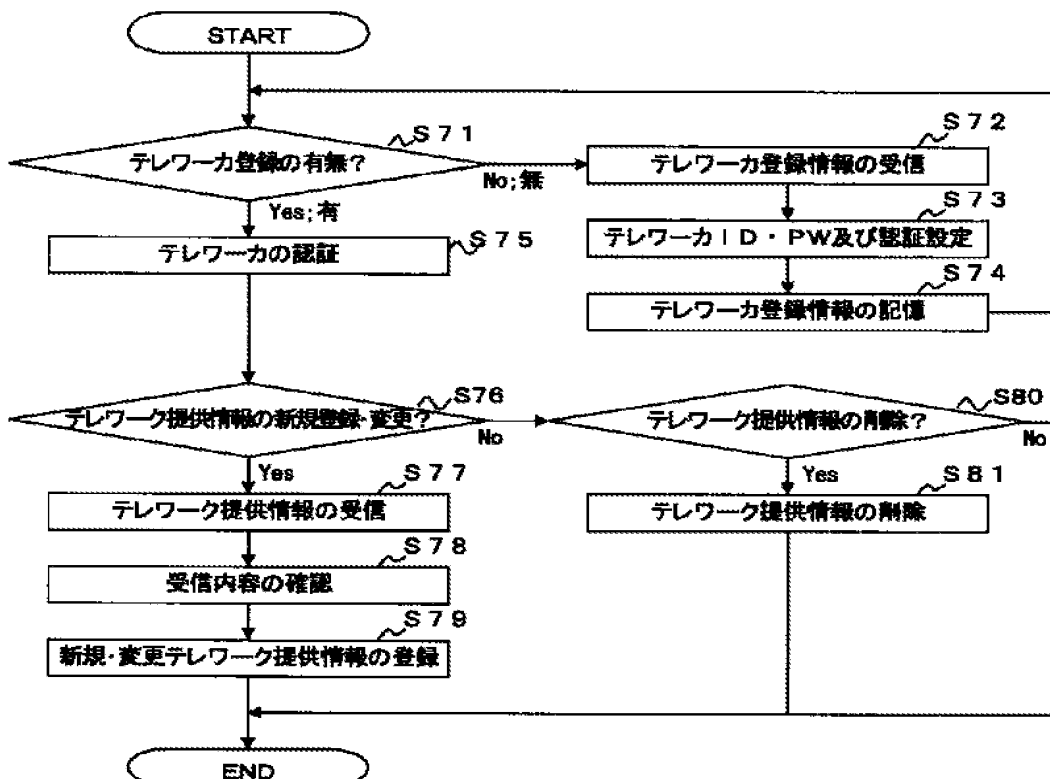 START
S71
テレワーカ登録の有無?
No;無
Yes;有
S72
テレワーカ登録情報の受信
S73
テレワーカID・PW及び認証設定
S74
テレワーカ登録情報の記憶
S75
テレワーカの認証
S76
テレワーク提供情報の新規登録・変更?
No
Yes
S80
テレワーク提供情報の削除?
No
Yes
S77
テレワーク提供情報の受信
S81
テレワーク提供情報の削除
S78
受信内容の確認
S79
新規・変更テレワーク提供情報の登録
END